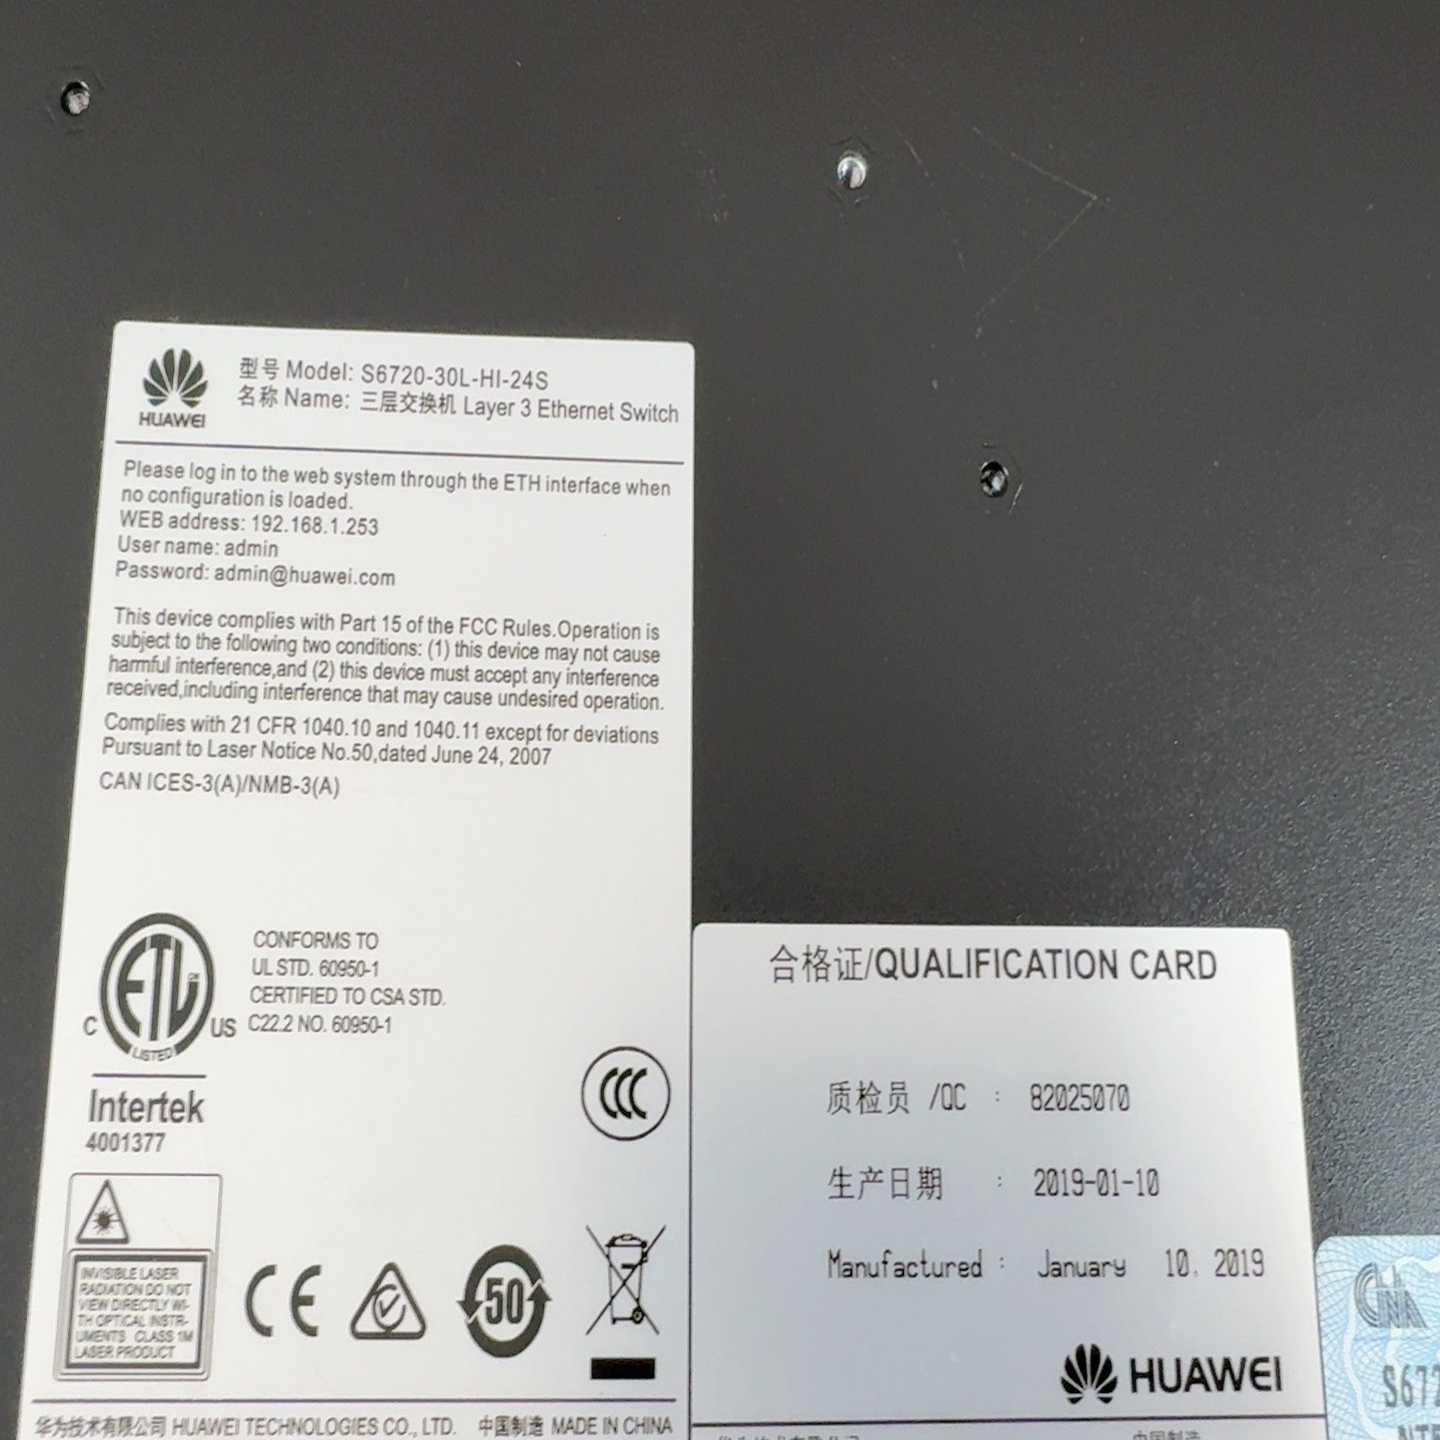 HUAWEI
型号 Model: S6720-30L-HI-24S
名称 Name: 三层交换机 Layer 3 Ethernet Switch
Please log in to the web system through the ETH interface when
no configuration is loaded.
WEB address: 192.168.1.253
User name: admin
Password: admin@huawei.com
This device complies with Part 15 of the FCC Rules.Operation is
subject to the following two conditions: (1) this device may not cause
harmful interference,and (2) this device must accept any interference
received,including interference that may cause undesired operation.
Complies with 21 CFR 1040.10 and 1040.11 except for deviations
Pursuant to Laser Notice No.50,dated June 24, 2007
CAN ICES-3(A)/NMB-3(A)
ETL
C US
LISTED
CONFORMS TO
UL STD. 60950-1
CERTIFIED TO CSA STD.
C22.2 NO. 60950-1
Intertek
4001377
CCC
INVISIBLE LASER
RADIATION DO NOT
VIEW DIRECTLY WI-
TH OPTICAL INSTR-
UMENTS CLASS 1M
LASER PRODUCT
CE
50
华为技术有限公司 HUAWEI TECHNOLOGIES CO., LTD. 中国制造 MADE IN CHINA
合格证/QUALIFICATION CARD
质检员 /QC : 82025070
生产日期 : 2019-01-10
Manufactured : January 10, 2019
HUAWEI
S672